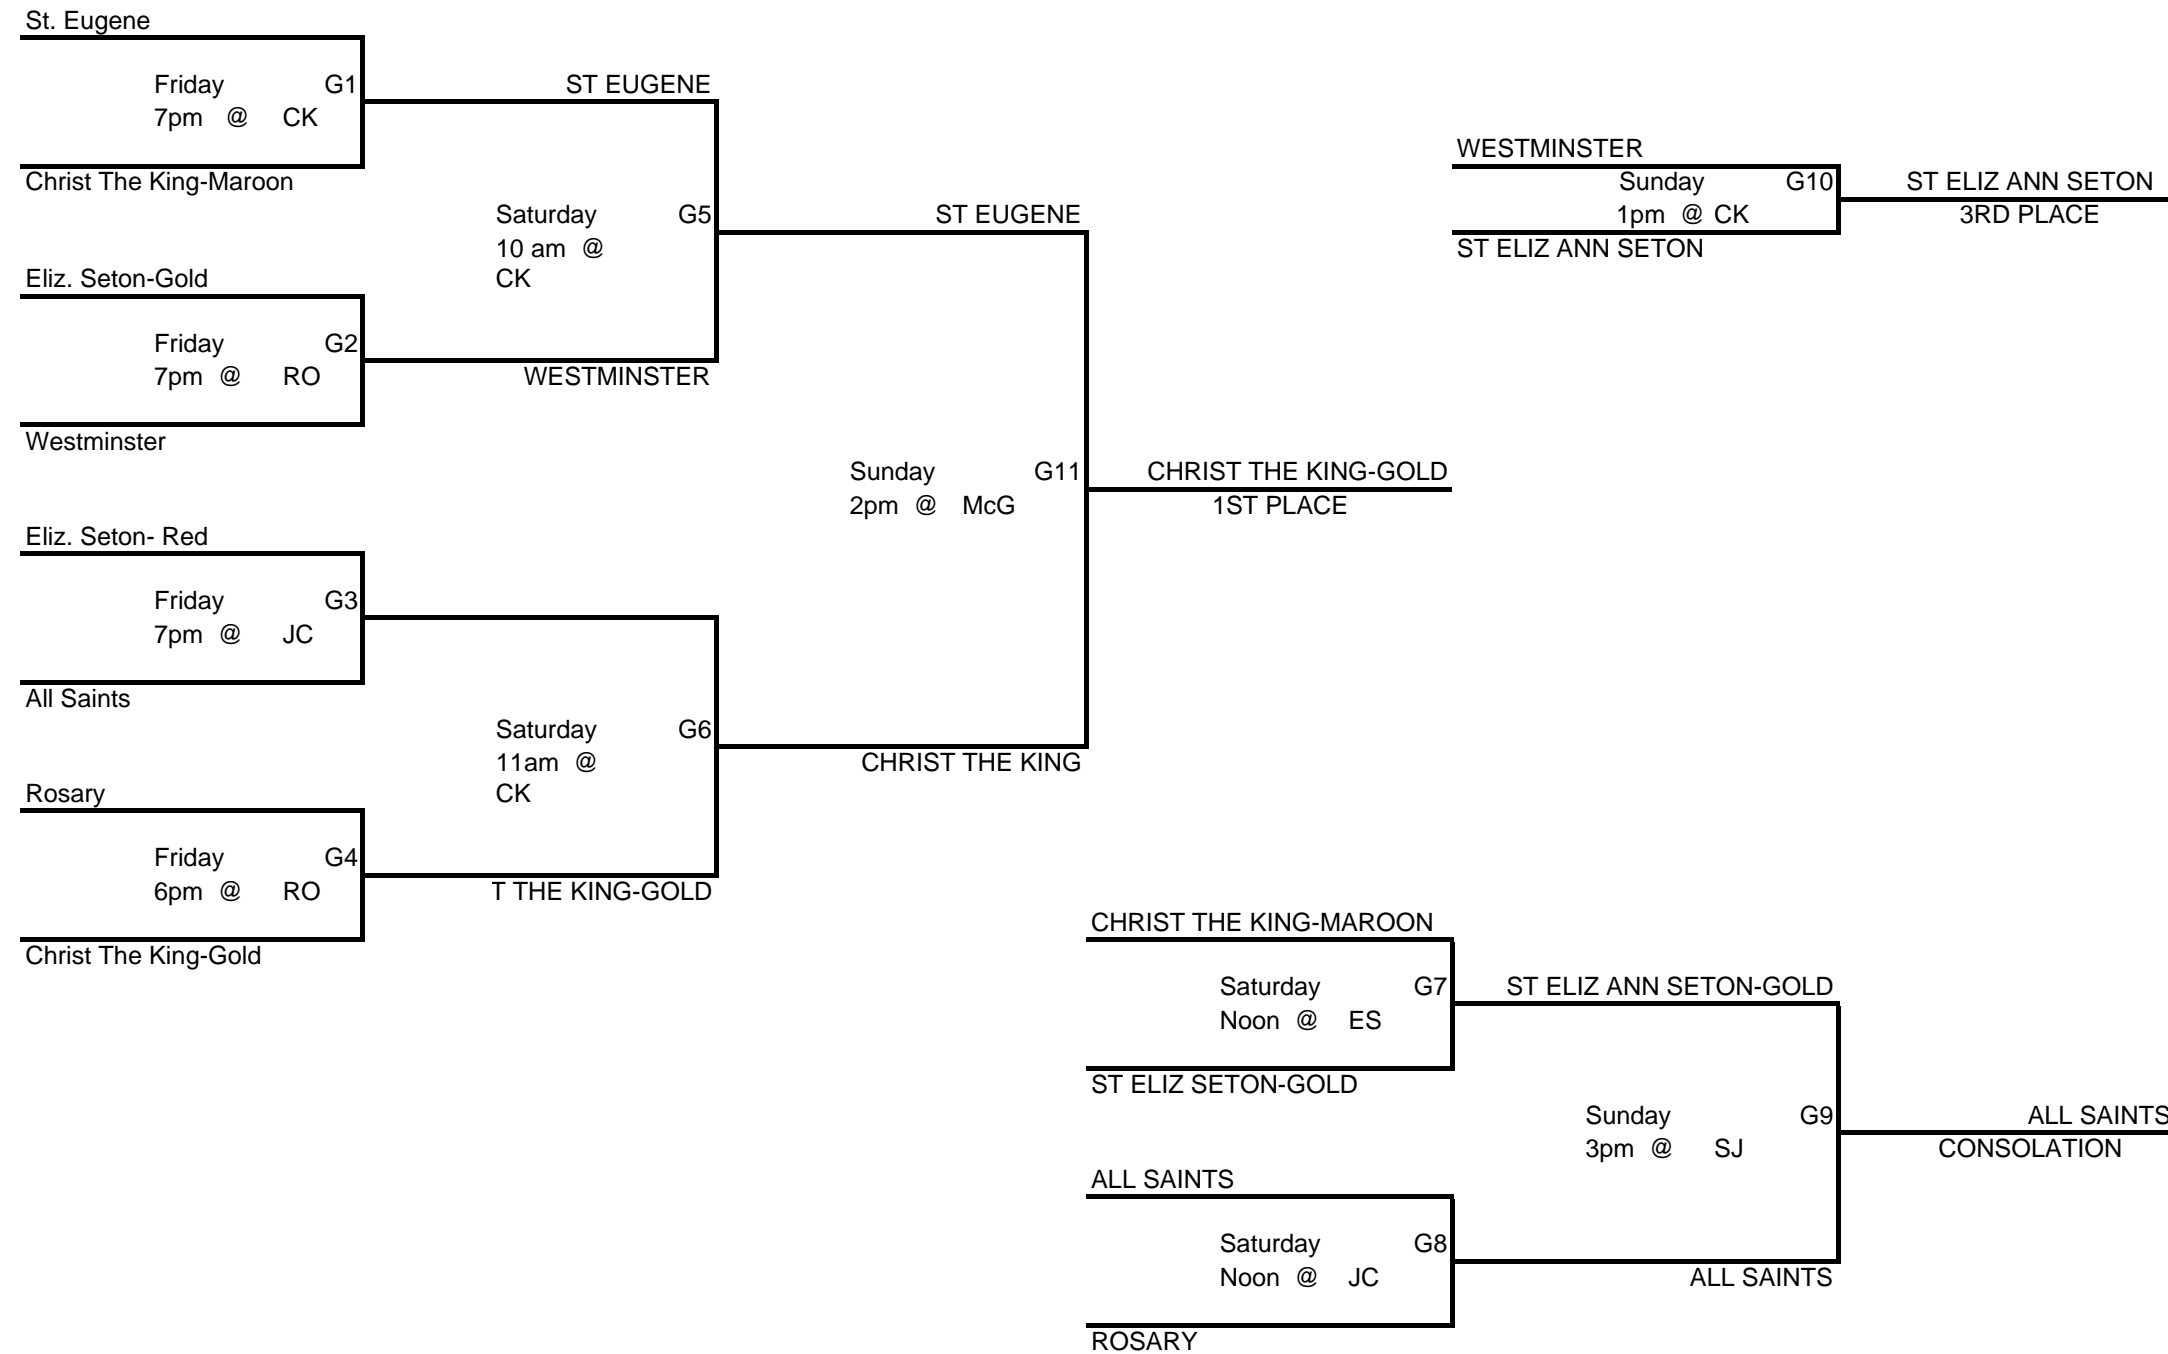 St. Eugene
Friday G1
7pm @ CK
Christ The King-Maroon
ST EUGENE
Saturday G5
10 am @
CK
Eliz. Seton-Gold
Friday G2
7pm @ RO
Westminster
WESTMINSTER
ST EUGENE
Sunday G11
2pm @ McG
CHRIST THE KING-GOLD
1ST PLACE
Eliz. Seton- Red
Friday G3
7pm @ JC
All Saints
Saturday G6
11am @
CK
CHRIST THE KING
Rosary
Friday G4
6pm @ RO
Christ The King-Gold
T THE KING-GOLD
WESTMINSTER
Sunday G10
1pm @ CK
ST ELIZ ANN SETON
ST ELIZ ANN SETON
3RD PLACE
CHRIST THE KING-MAROON
Saturday G7
Noon @ ES
ST ELIZ SETON-GOLD
ST ELIZ ANN SETON-GOLD
Sunday G9
3pm @ SJ
ALL SAINTS
CONSOLATION
ALL SAINTS
Saturday G8
Noon @ JC
ROSARY
ALL SAINTS